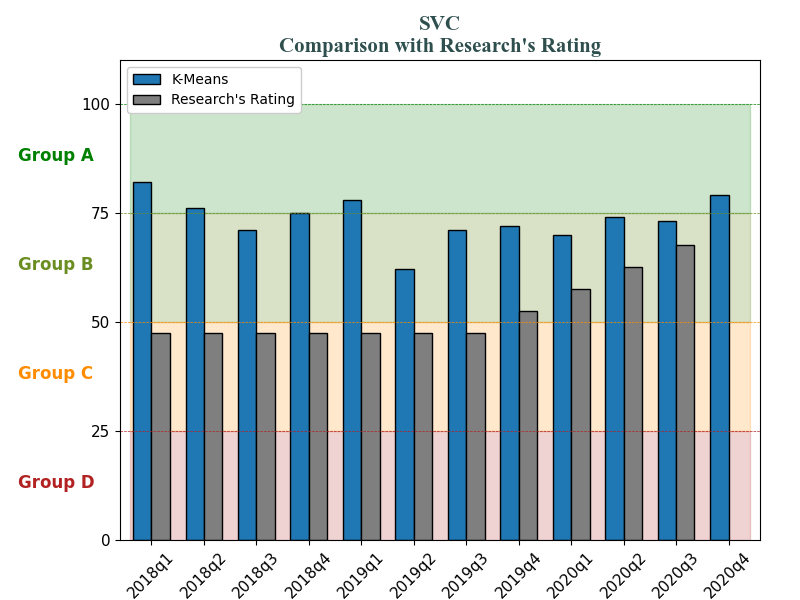 SVC
Comparison with Research's Rating
K-Means
Research's Rating
100
Group A
75
Group B
50
Group C
25
Group D
0
2018q1
2018q2
2018q3
2018q4
2019q1
2019q2
2019q3
2019q4
2020q1
2020q2
2020q3
2020q4